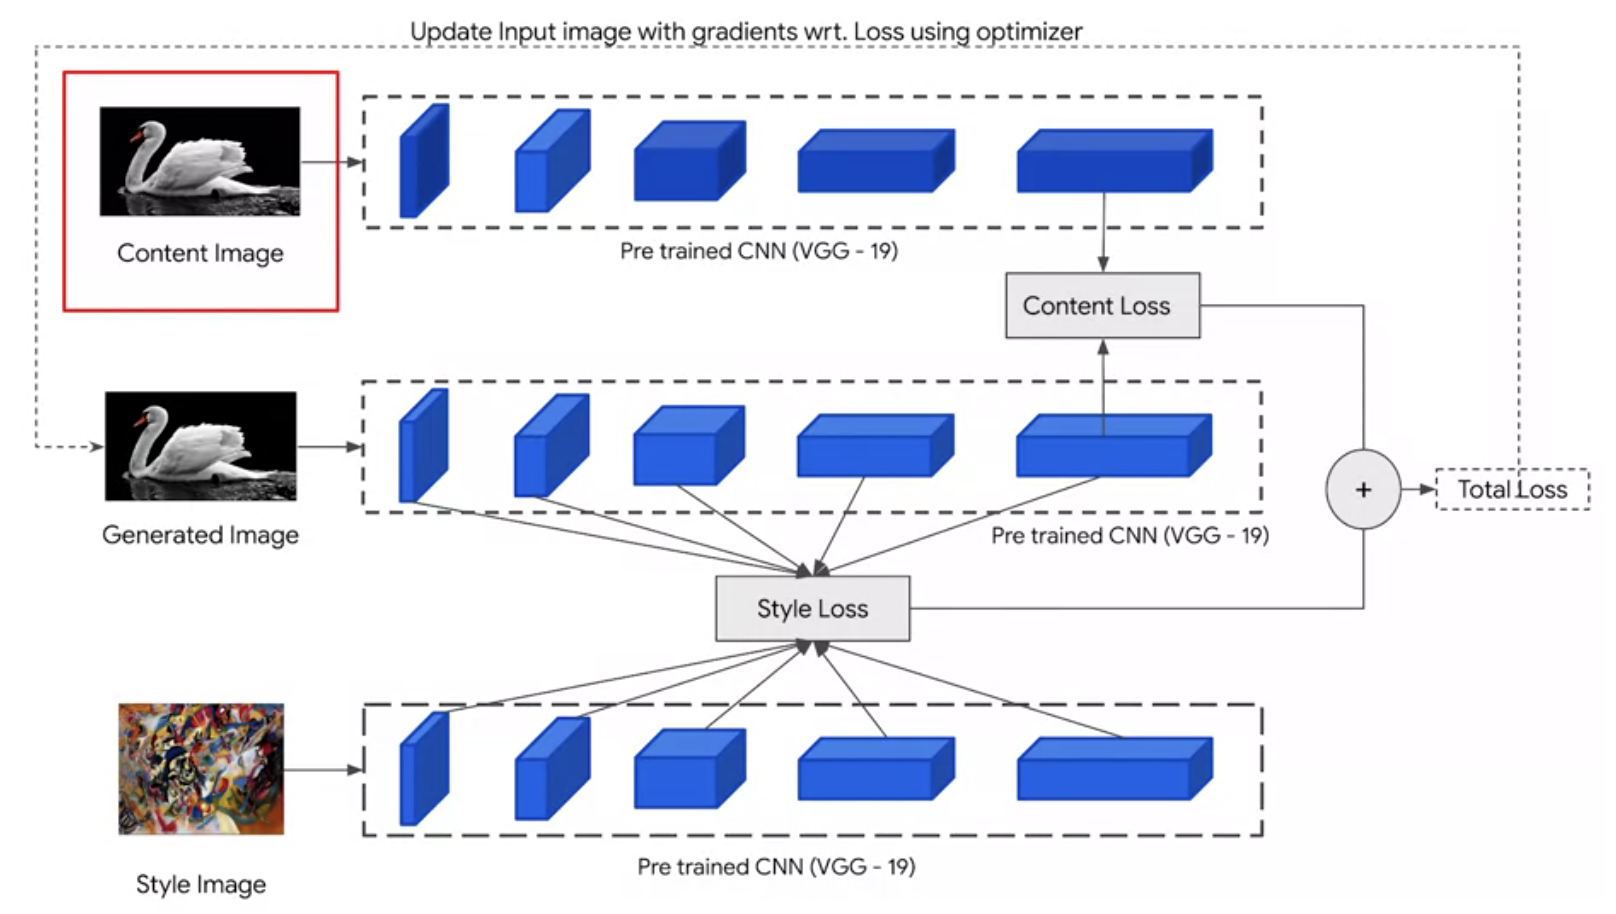 Update Input image with gradients wrt. Loss using optimizer
Content Image
Pre trained CNN (VGG - 19)
Content Loss
Generated Image
Pre trained CNN (VGG - 19)
+
Total Loss
Style Loss
Style Image
Pre trained CNN (VGG - 19)